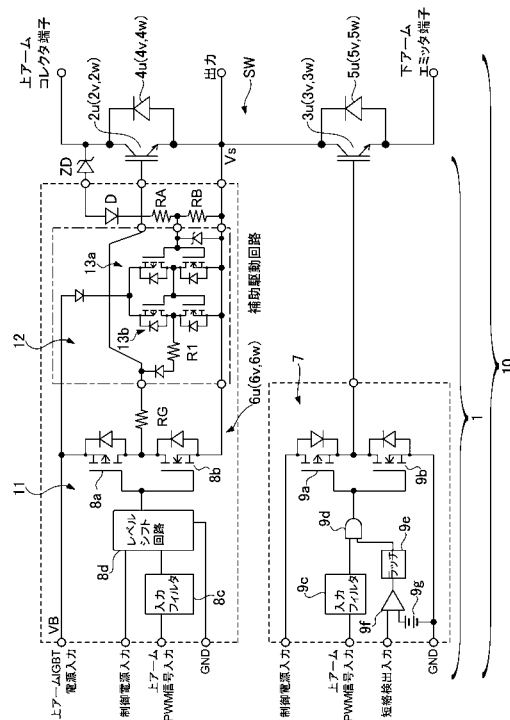 上アーム
コレクタ端子
ZD
2u(2v,2w)
4u(4v,4w)
出力
Vs
SW
3u(3v,3w)
5u(5v,5w)
下アーム
エミッタ端子
D
RA
RB
13a
13b
12
R1
補助駆動回路
RG
11
8a
8b
6u(6v,6w)
レベル
シフト
回路
8d
入力
フィルタ
8c
VB
上アームIGBT
電源入力
制御電源入力
上アーム
PWM信号入力
GND
7
9a
9b
9d
9c
入力
フィルタ
ラッチ
9e
9f
9g
制御電源入力
上アーム
PWM信号入力
短絡検出入力
GND
1
10